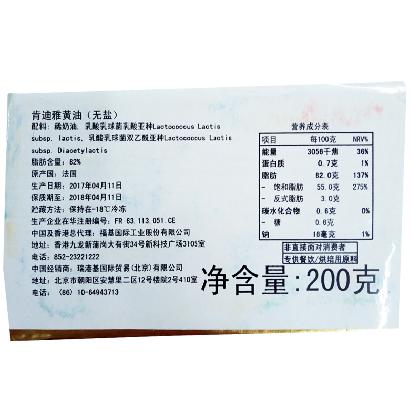 肯迪雅黄油（无盐）
配料：稀奶油，乳酸乳球菌乳酸亚种Lactococcus Lactis
subsp. lactis，乳酸乳球菌双乙酰亚种Lactococcus Lactis
subsp. Diacetylactis
脂肪含量：82%
原产国：法国
生产日期：2017年04月11日
保质期至：2018年04月11日
贮藏方法：保持在-18℃冷冻
生产企业在华注册编号：FR 63.113.051.CE
中国及香港总代理：福基国际工业股份有限公司
地址：香港九龙新蒲岗大有街34号新科技广场3105室
电话：852-23221222
中国经销商：瑞港基国际贸易(北京)有限公司
地址：北京市朝阳区安慧里二区12号楼院2号楼410室
电话：(86) 10-64943713
营养成分表
项目 每100克 NRV%
能量 3056千焦 36%
蛋白质 0.7克 1%
脂肪 82.0克 137%
- 饱和脂肪 55.0克 275%
- 反式脂肪 3.0克
碳水化合物 0.6克 0%
- 糖 0.6克
钠 16毫克 1%
非直接面对消费者
专供餐饮/烘焙用原料
净含量:200克